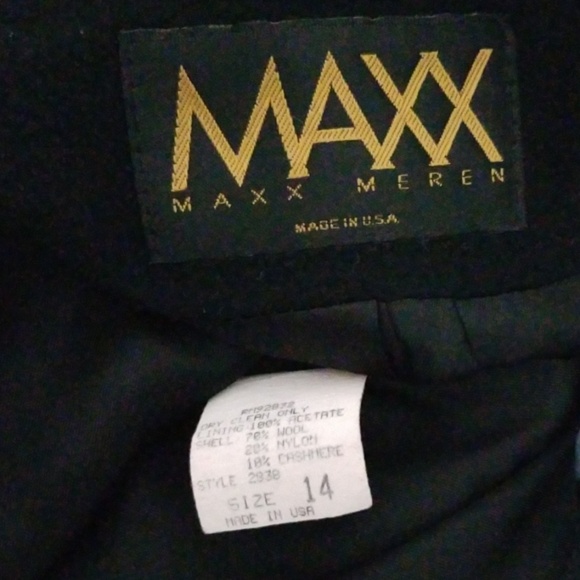 MAXX
MAXX MEREN
MADE IN U.S.A.
DRY CLEAN ONLY
LINING 100% ACETATE
SHELL 70% WOOL
20% NYLON
10% CASHMERE
STYLE 2938
SIZE 14
MADE IN USA